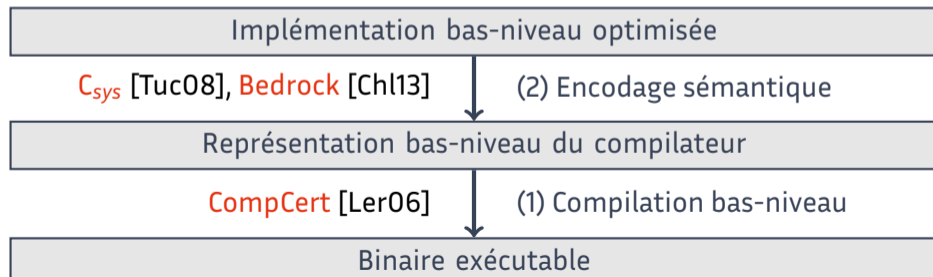 Implémentation bas-niveau optimisée
C_sys [Tuc08], Bedrock [Chl13] (2) Encodage sémantique
Représentation bas-niveau du compilateur
CompCert [Ler06] (1) Compilation bas-niveau
Binaire exécutable